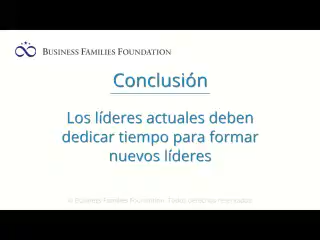 BUSINESS FAMILIES FOUNDATION
Conclusión
Los líderes actuales deben
dedicar tiempo para formar
nuevos líderes
© Business Families Foundation. Todos derechos reservados